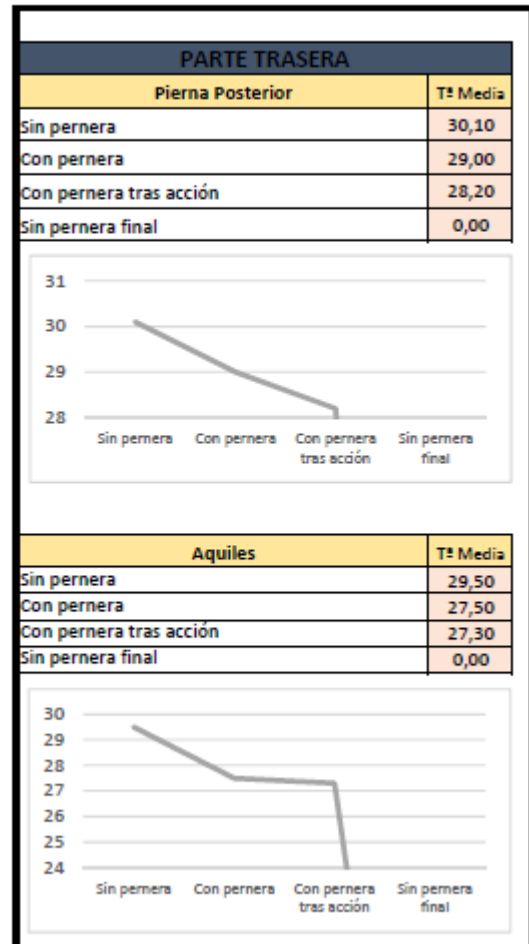 PARTE TRASERA
Pierna Posterior Tª Media
Sin pernera 30,10
Con pernera 29,00
Con pernera tras acción 28,20
Sin pernera final 0,00
31
30
29
28
Sin pernera Con pernera Con pernera Sin pernera
tras acción final
Aquiles Tª Media
Sin pernera 29,50
Con pernera 27,50
Con pernera tras acción 27,30
Sin pernera final 0,00
30
29
28
27
26
25
24
Sin pernera Con pernera Con pernera Sin pernera
tras acción final